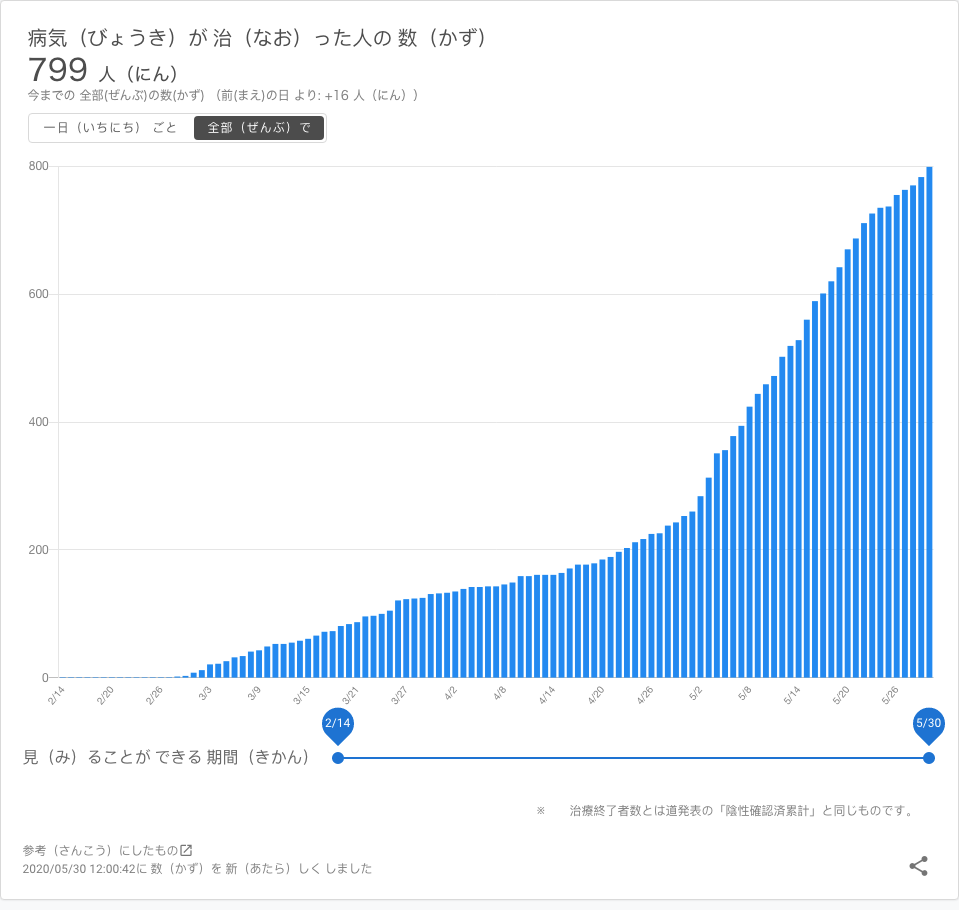 病気（びょうき）が 治（なお）った人の 数（かず）
799 人（にん）
今までの 全部(ぜんぶ)の数(かず) （前(まえ)の日 より: +16 人（にん））
一日（いちにち） ごと 全部（ぜんぶ）で
800
600
400
200
0
2/14 2/20 2/26 3/3 3/9 3/15 3/21 3/27 4/2 4/8 4/14 4/20 4/26 5/2 5/8 5/14 5/20 5/26
2/14 5/30
見（み）ることが できる 期間（きかん）
※ 治療終了者数とは道発表の「陰性確認済累計」と同じものです。
参考（さんこう）にしたもの
2020/05/30 12:00:42に 数（かず）を 新（あたら）しく しました